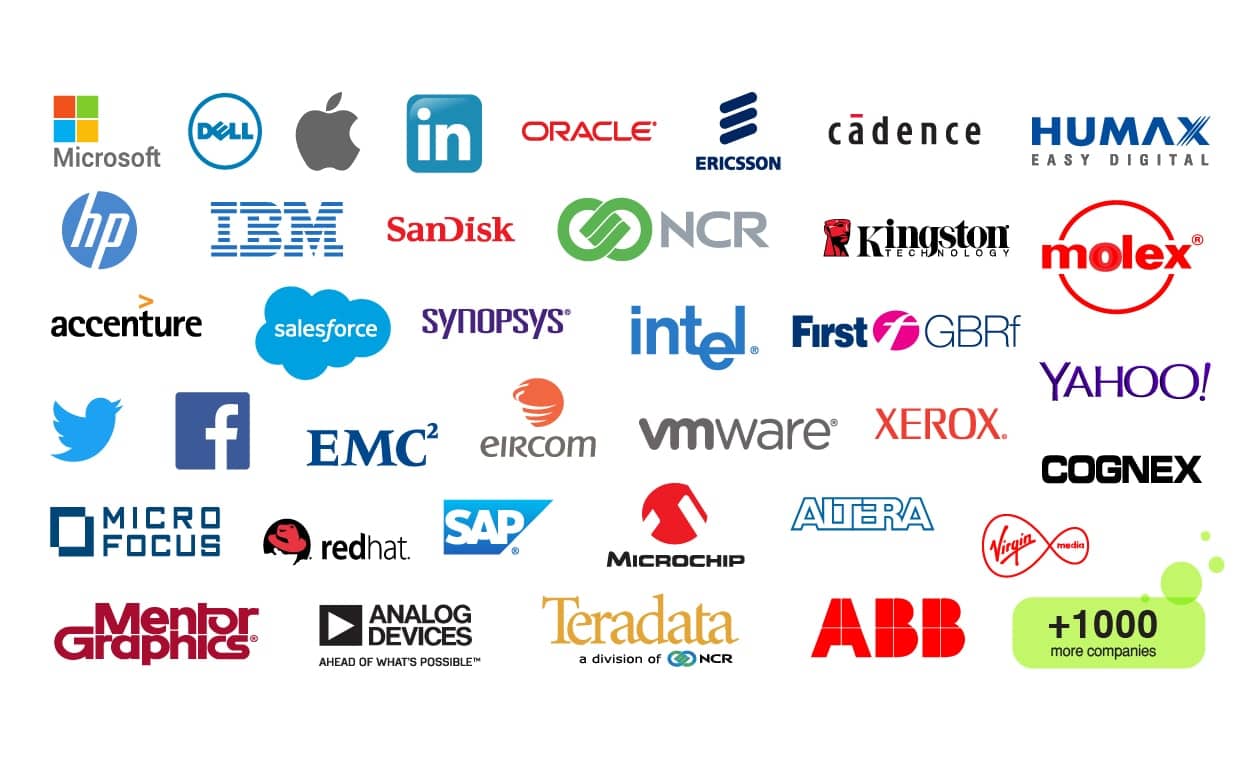 Microsoft
DELL
in
ORACLE®
ERICSSON
cādence
HUMAX
EASY DIGITAL
hp
IBM
SanDisk
NCR
Kingston
TECHNOLOGY
molex®
accenture
>
salesforce
SYNOPSYS®
intel®
First f GBRf
YAHOO!
f
EMC²
eircom
vmware®
XEROX®
COGNEX
MICRO
FOCUS
redhat.
SAP®
MICROCHIP
ALTERA
Virgin media
Mentor
Graphics®
ANALOG
DEVICES
AHEAD OF WHAT'S POSSIBLE™
Teradata
a division of NCR
ABB
+1000
more companies